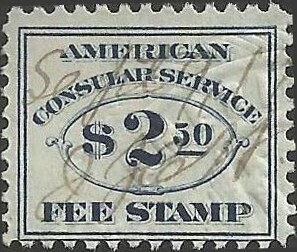 AMERICAN
CONSULAR SERVICE
$2.50
FEE STAMP